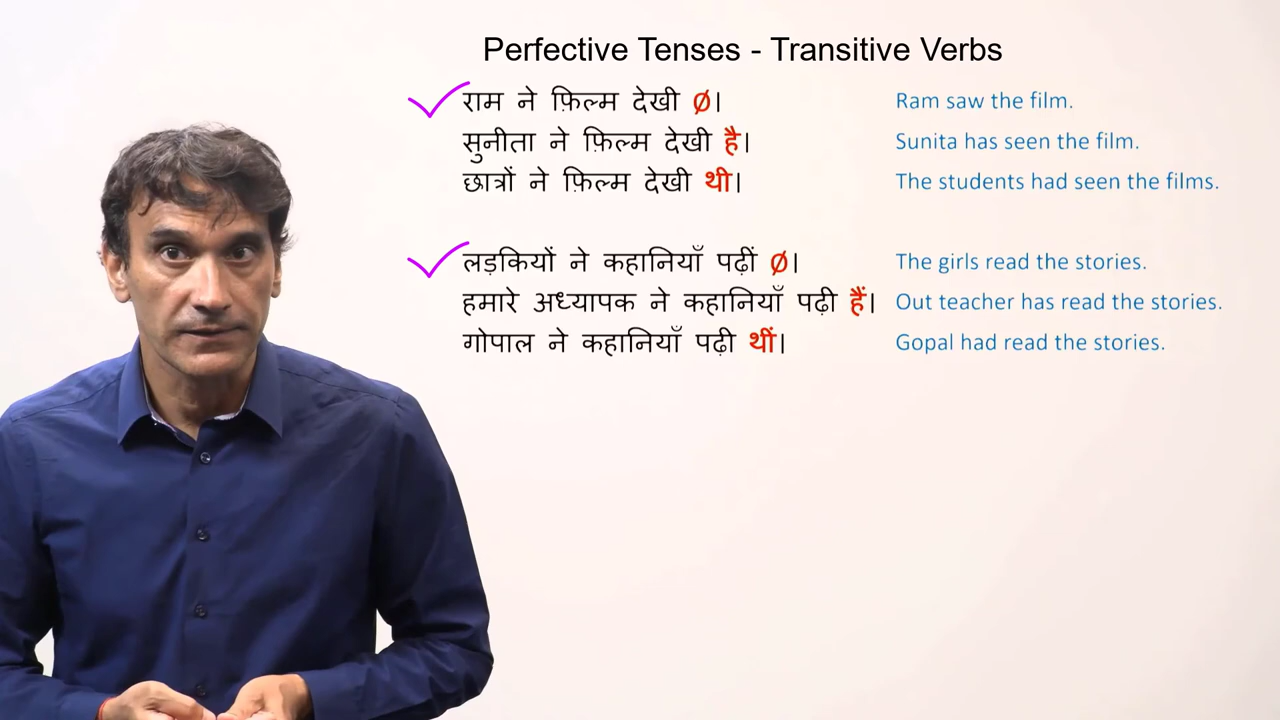 Perfective Tenses - Transitive Verbs
राम ने फ़िल्म देखी Ø। Ram saw the film.
सुनीता ने फ़िल्म देखी है। Sunita has seen the film.
छात्रों ने फ़िल्म देखी थी। The students had seen the films.
लड़कियों ने कहानियाँ पढ़ीं Ø। The girls read the stories.
हमारे अध्यापक ने कहानियाँ पढ़ी हैं। Out teacher has read the stories.
गोपाल ने कहानियाँ पढ़ी थीं। Gopal had read the stories.